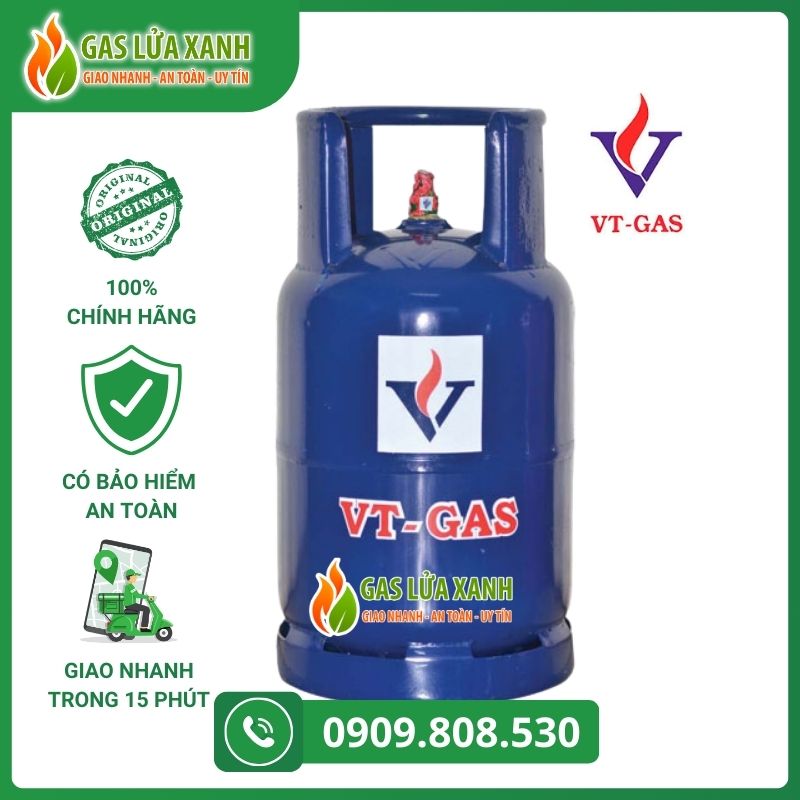 GAS LỬA XANH
GIAO NHANH - AN TOÀN - UY TÍN
VT-GAS
ORIGINAL
ORIGINAL
ORIGINAL
100%
CHÍNH HÃNG
CÓ BẢO HIỂM
AN TOÀN
GIAO NHANH
TRONG 15 PHÚT
VT-GAS
GAS LỬA XANH
GIAO NHANH - AN TOÀN - UY TÍN
0909.808.530